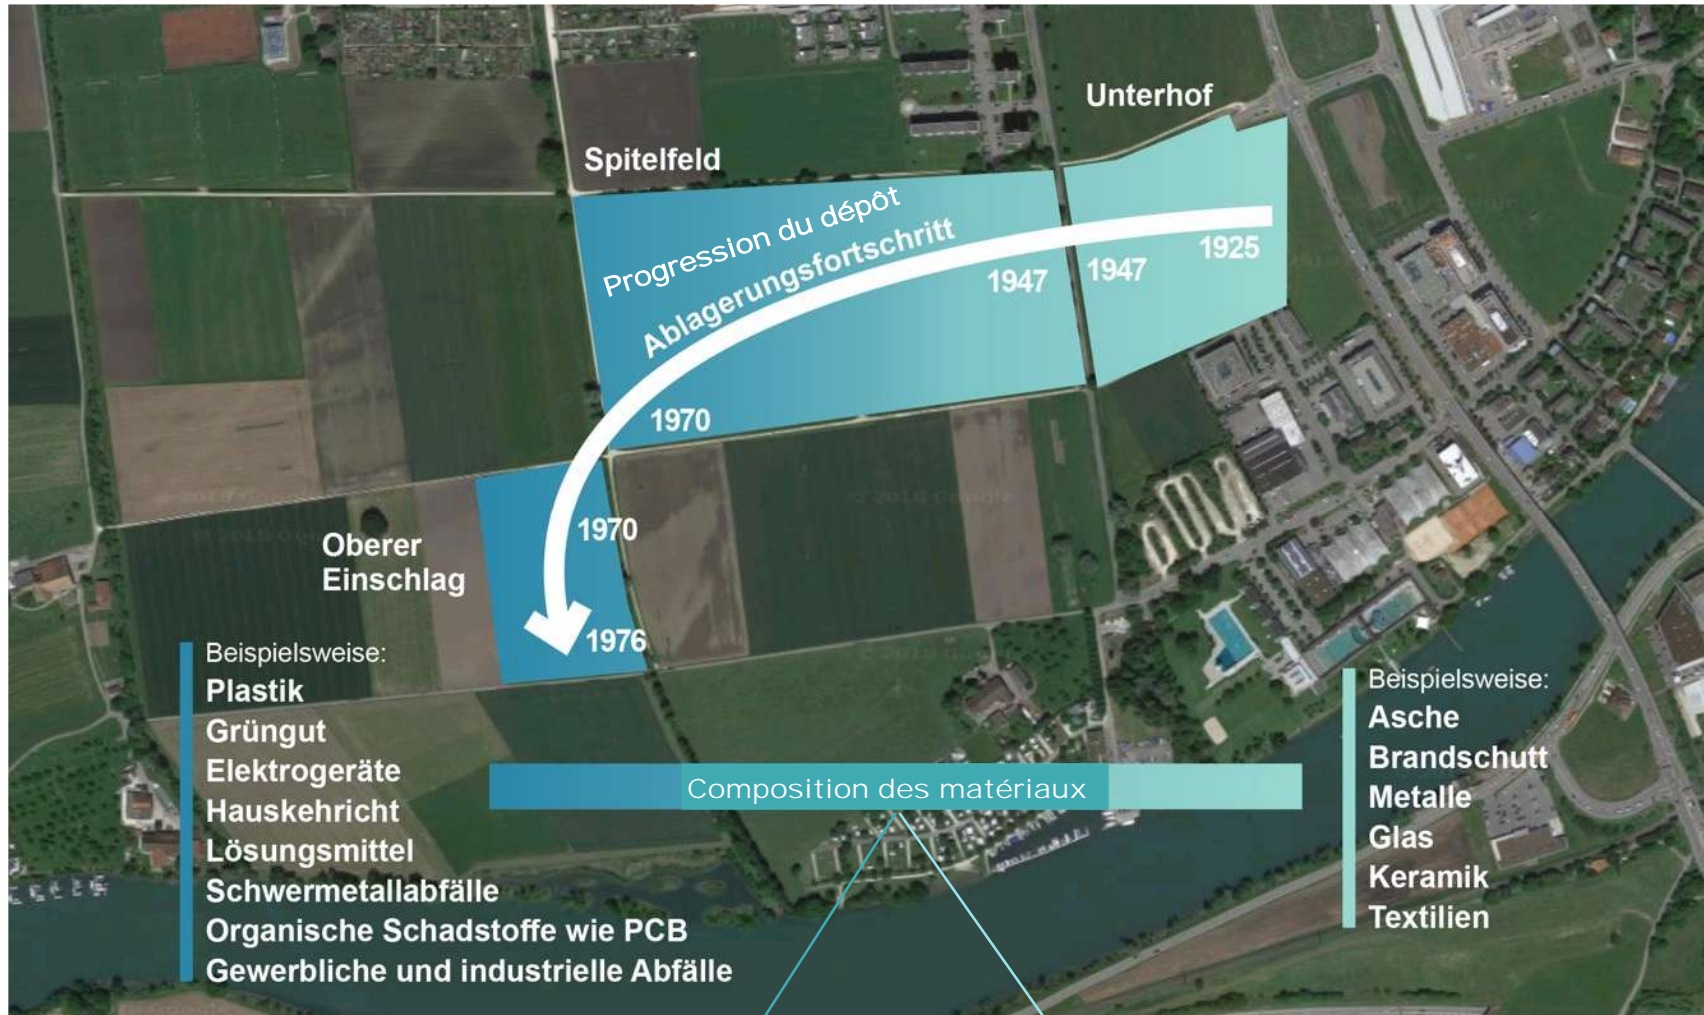 Unterhof
Spitelfeld
Progression du dépôt
Ablagerungsfortschritt
1925
1947
1947
1970
1970
1976
Oberer
Einschlag
Beispielsweise:
Plastik
Grüngut
Elektrogeräte
Hauskehricht
Lösungsmittel
Schwermetallabfälle
Organische Schadstoffe wie PCB
Gewerbliche und industrielle Abfälle
Composition des matériaux
Beispielsweise:
Asche
Brandschutt
Metalle
Glas
Keramik
Textilien